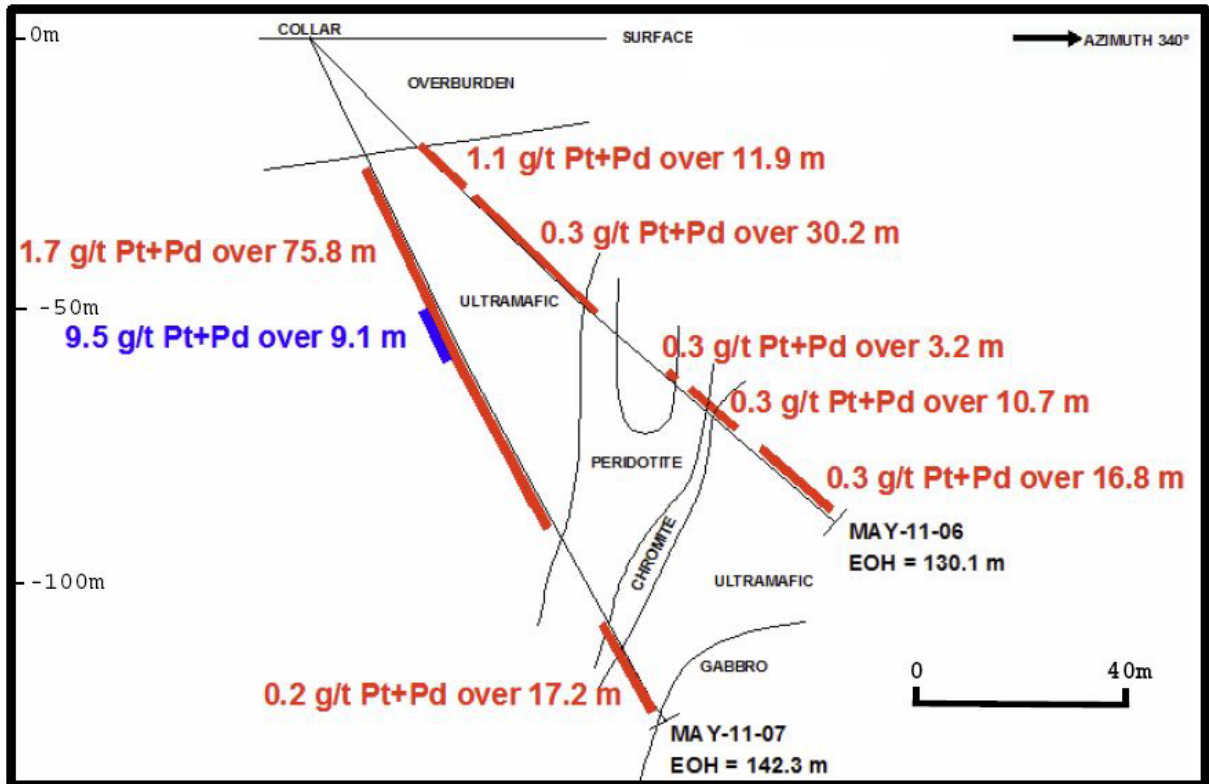 0m
COLLAR
SURFACE
AZIMUTH 340°
OVERBURDEN
1.1 g/t Pt+Pd over 11.9 m
0.3 g/t Pt+Pd over 30.2 m
1.7 g/t Pt+Pd over 75.8 m
ULTRAMAFIC
-50m
9.5 g/t Pt+Pd over 9.1 m
0.3 g/t Pt+Pd over 3.2 m
0.3 g/t Pt+Pd over 10.7 m
PERIDOTITE
0.3 g/t Pt+Pd over 16.8 m
CHROMITE
MAY-11-06
EOH = 130.1 m
-100m
ULTRAMAFIC
GABBRO
0 40m
0.2 g/t Pt+Pd over 17.2 m
MAY-11-07
EOH = 142.3 m